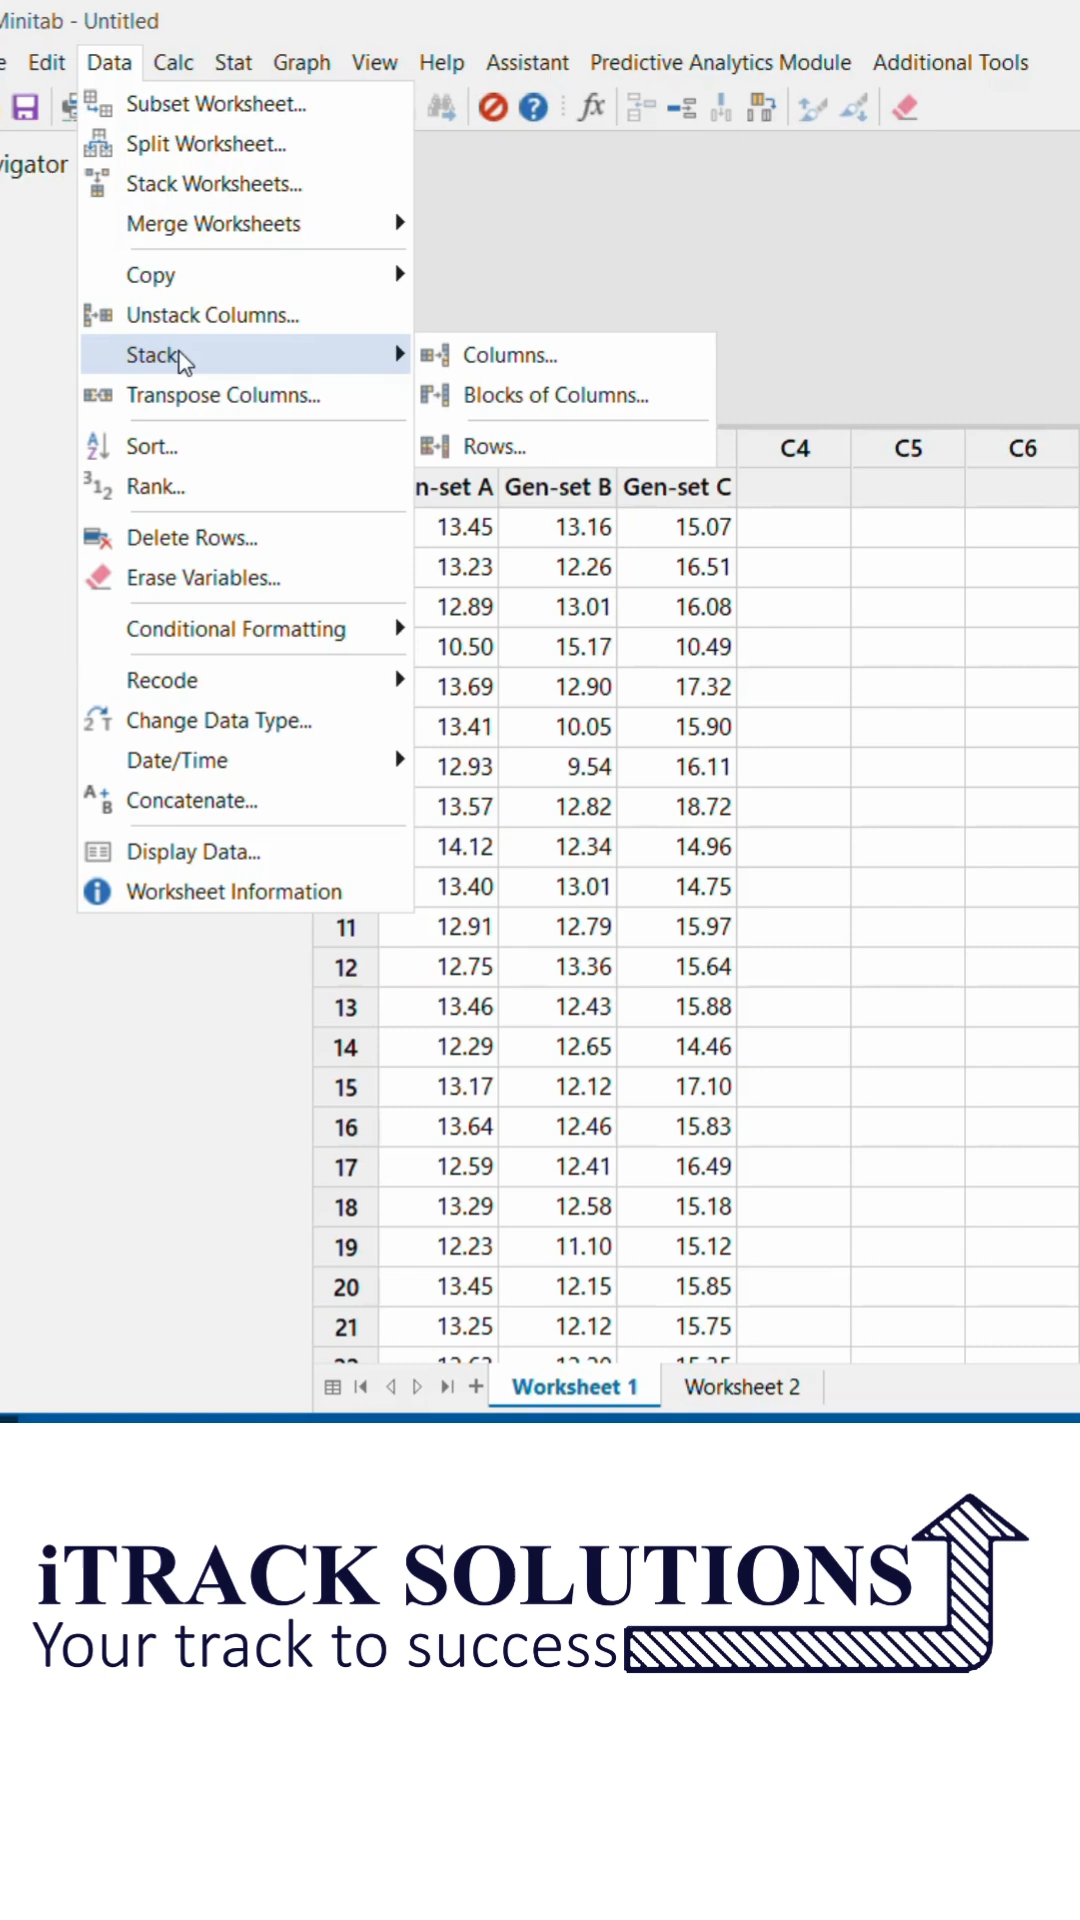 Minitab - Untitled
e Edit Data Calc Stat Graph View Help Assistant Predictive Analytics Module Additional Tools
fx
vigator
Subset Worksheet...
Split Worksheet...
Stack Worksheets...
Merge Worksheets
Copy
Unstack Columns...
Stack
Transpose Columns...
Sort...
Rank...
Delete Rows...
Erase Variables...
Conditional Formatting
Recode
Change Data Type...
Date/Time
Concatenate...
Display Data...
Worksheet Information
Columns...
Blocks of Columns...
Rows...
C4 C5 C6
n-set A Gen-set B Gen-set C
13.45 13.16 15.07
13.23 12.26 16.51
12.89 13.01 16.08
10.50 15.17 10.49
13.69 12.90 17.32
13.41 10.05 15.90
12.93 9.54 16.11
13.57 12.82 18.72
14.12 12.34 14.96
13.40 13.01 14.75
11 12.91 12.79 15.97
12 12.75 13.36 15.64
13 13.46 12.43 15.88
14 12.29 12.65 14.46
15 13.17 12.12 17.10
16 13.64 12.46 15.83
17 12.59 12.41 16.49
18 13.29 12.58 15.18
19 12.23 11.10 15.12
20 13.45 12.15 15.85
21 13.25 12.12 15.75
Worksheet 1 Worksheet 2
iTRACK SOLUTIONS
Your track to success